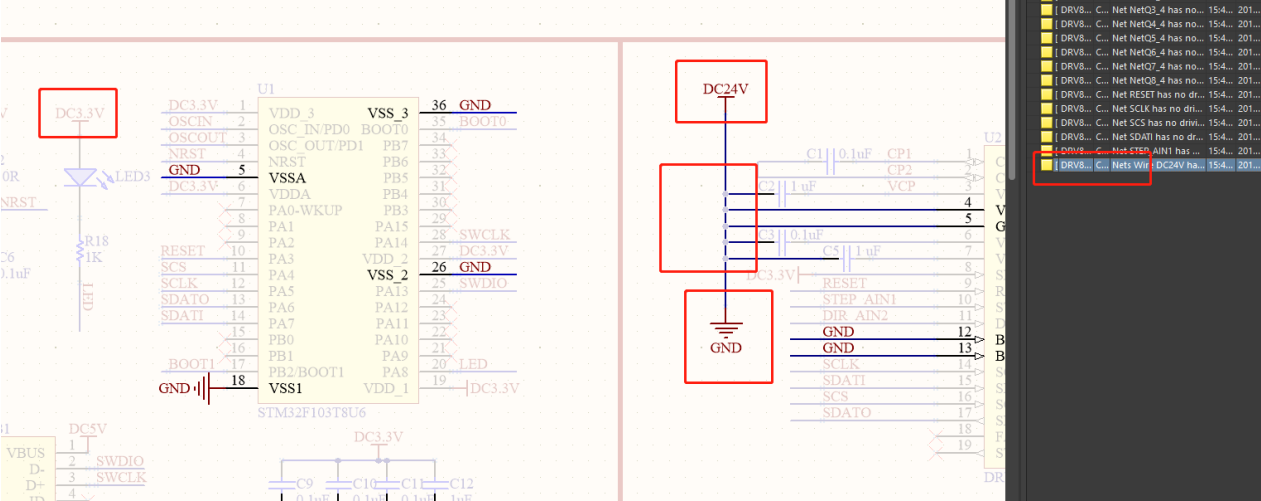 DC3.3V
LED3
R18
1K
LED
0R
NRST
C6
0.1uF
U1
DC3.3V 1 VDD_3 VSS_3 36 GND
OSCIN 2 OSC_IN/PD0 BOOT0 35 BOOT0
OSCOUT 3 OSC_OUT/PD1 PB7 34
NRST 4 NRST PB6 33
GND 5 VSSA PB5 32
DC3.3V 6 VDDA PB4 31
7 PA0-WKUP PB3 30
8 PA1 PA15 29
9 PA2 PA14 28 SWCLK
RESET 10 PA3 VDD_2 27 DC3.3V
SCS 11 PA4 VSS_2 26 GND
SCLK 12 PA5 PA13 25 SWDIO
SDATO 13 PA6 PA12 24
SDATI 14 PA7 PA11 23
15 PB0 PA10 22
16 PB1 PA9 21
BOOT1 17 PB2/BOOT1 PA8 20 LED
GND 18 VSS1 VDD_1 19 DC3.3V
STM32F103T8U6
DC5V
VBUS 1
D- 2 SWDIO
D+ 3 SWCLK
ID 4
DC3.3V
C9 C10 C11 C12
0.1uF 0.1uF 0.1uF 1uF
DC24V
U2
C1 0.1uF CP1 1
CP2 2
C2 1 uF VCP 3
4 V
5 G
C3 0.1uF 6 V
C5 1 uF 7 V
DC3.3V 8
RESET 9
STEP_AIN1 10
DIR_AIN2 11
GND 12 B
GND 13 B
SCLK 14
SDATI 15
SCS 16
SDATO 17
18
19
GND
DR
[ DRV8... C... Net NetQ3_4 has no... 15:4... 201...
[ DRV8... C... Net NetQ4_4 has no... 15:4... 201...
[ DRV8... C... Net NetQ5_4 has no... 15:4... 201...
[ DRV8... C... Net NetQ6_4 has no... 15:4... 201...
[ DRV8... C... Net NetQ7_4 has no... 15:4... 201...
[ DRV8... C... Net NetQ8_4 has no... 15:4... 201...
[ DRV8... C... Net RESET has no dri... 15:4... 201...
[ DRV8... C... Net SCLK has no dri... 15:4... 201...
[ DRV8... C... Net SCS has no drivi... 15:4... 201...
[ DRV8... C... Net SDATI has no dr... 15:4... 201...
[ DRV8... C... Net STEP_AIN1 has ... 15:4... 201...
[ DRV8... C... Nets Wire DC24V ha... 15:4... 201...